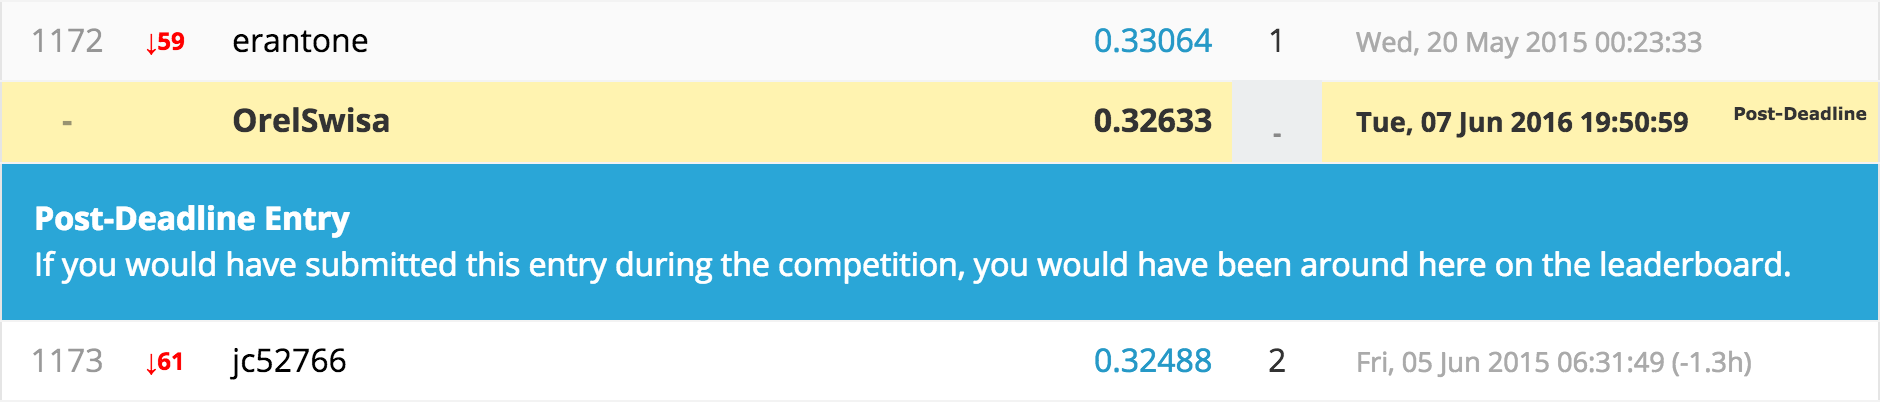 1172 ↓59 erantone 0.33064 1 Wed, 20 May 2015 00:23:33
- OrelSwisa 0.32633 - Tue, 07 Jun 2016 19:50:59 Post-Deadline
Post-Deadline Entry
If you would have submitted this entry during the competition, you would have been around here on the leaderboard.
1173 ↓61 jc52766 0.32488 2 Fri, 05 Jun 2015 06:31:49 (-1.3h)